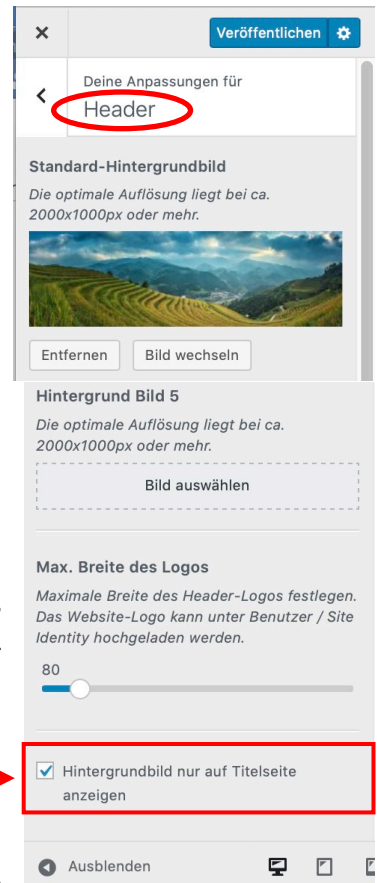 Veröffentlichen
Deine Anpassungen für
Header
Standard-Hintergrundbild
Die optimale Auflösung liegt bei ca.
2000x1000px oder mehr.
Entfernen Bild wechseln
Hintergrund Bild 5
Die optimale Auflösung liegt bei ca.
2000x1000px oder mehr.
Bild auswählen
Max. Breite des Logos
Maximale Breite des Header-Logos festlegen.
Das Website-Logo kann unter Benutzer / Site
Identity hochgeladen werden.
80
Hintergrundbild nur auf Titelseite
anzeigen
Ausblenden